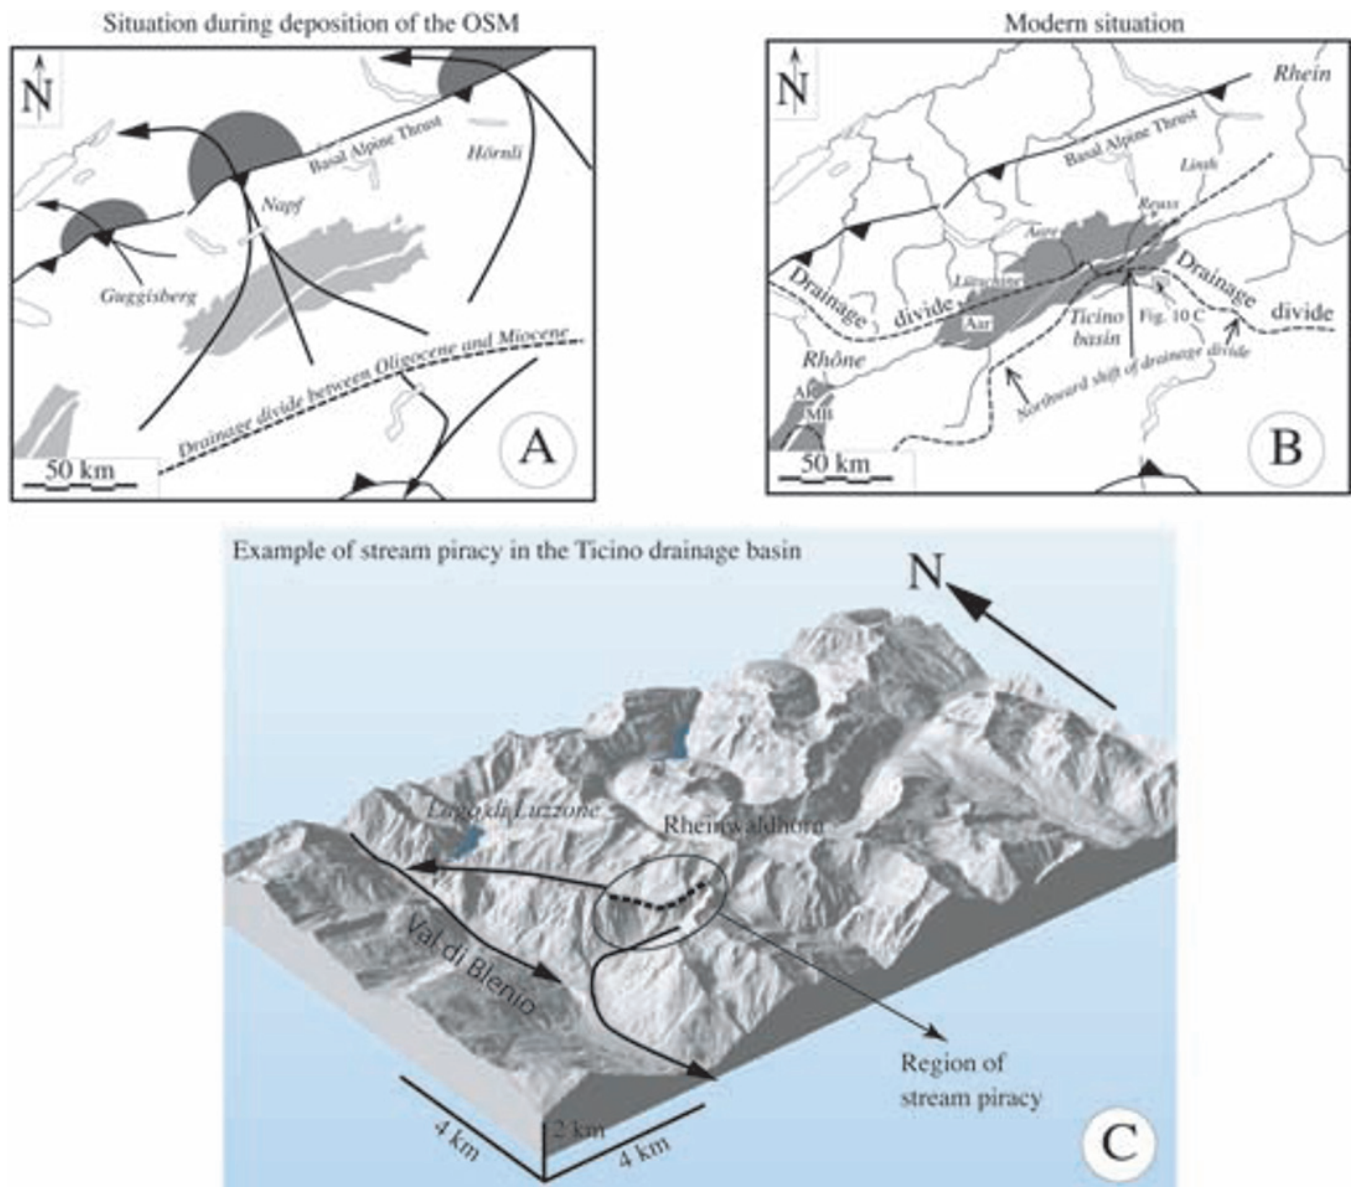 Situation during deposition of the OSM
N
Hörnli
Basal Alpine Thrust
Napf
Guggisberg
Drainage divide between Oligocene and Miocene
50 km
A
Modern situation
N
Rhein
Basal Alpine Thrust
Linth
Reuss
Aare
Drainage
divide
Aar
Drainage
divide
Ticino
basin
Fig. 10 C
Northward shift of drainage divide
Rhône
MB
50 km
B
Example of stream piracy in the Ticino drainage basin
N
Lago di Luzzone
Rheinwaldhorn
Val di Blenio
Region of
stream piracy
4 km
2 km
4 km
C